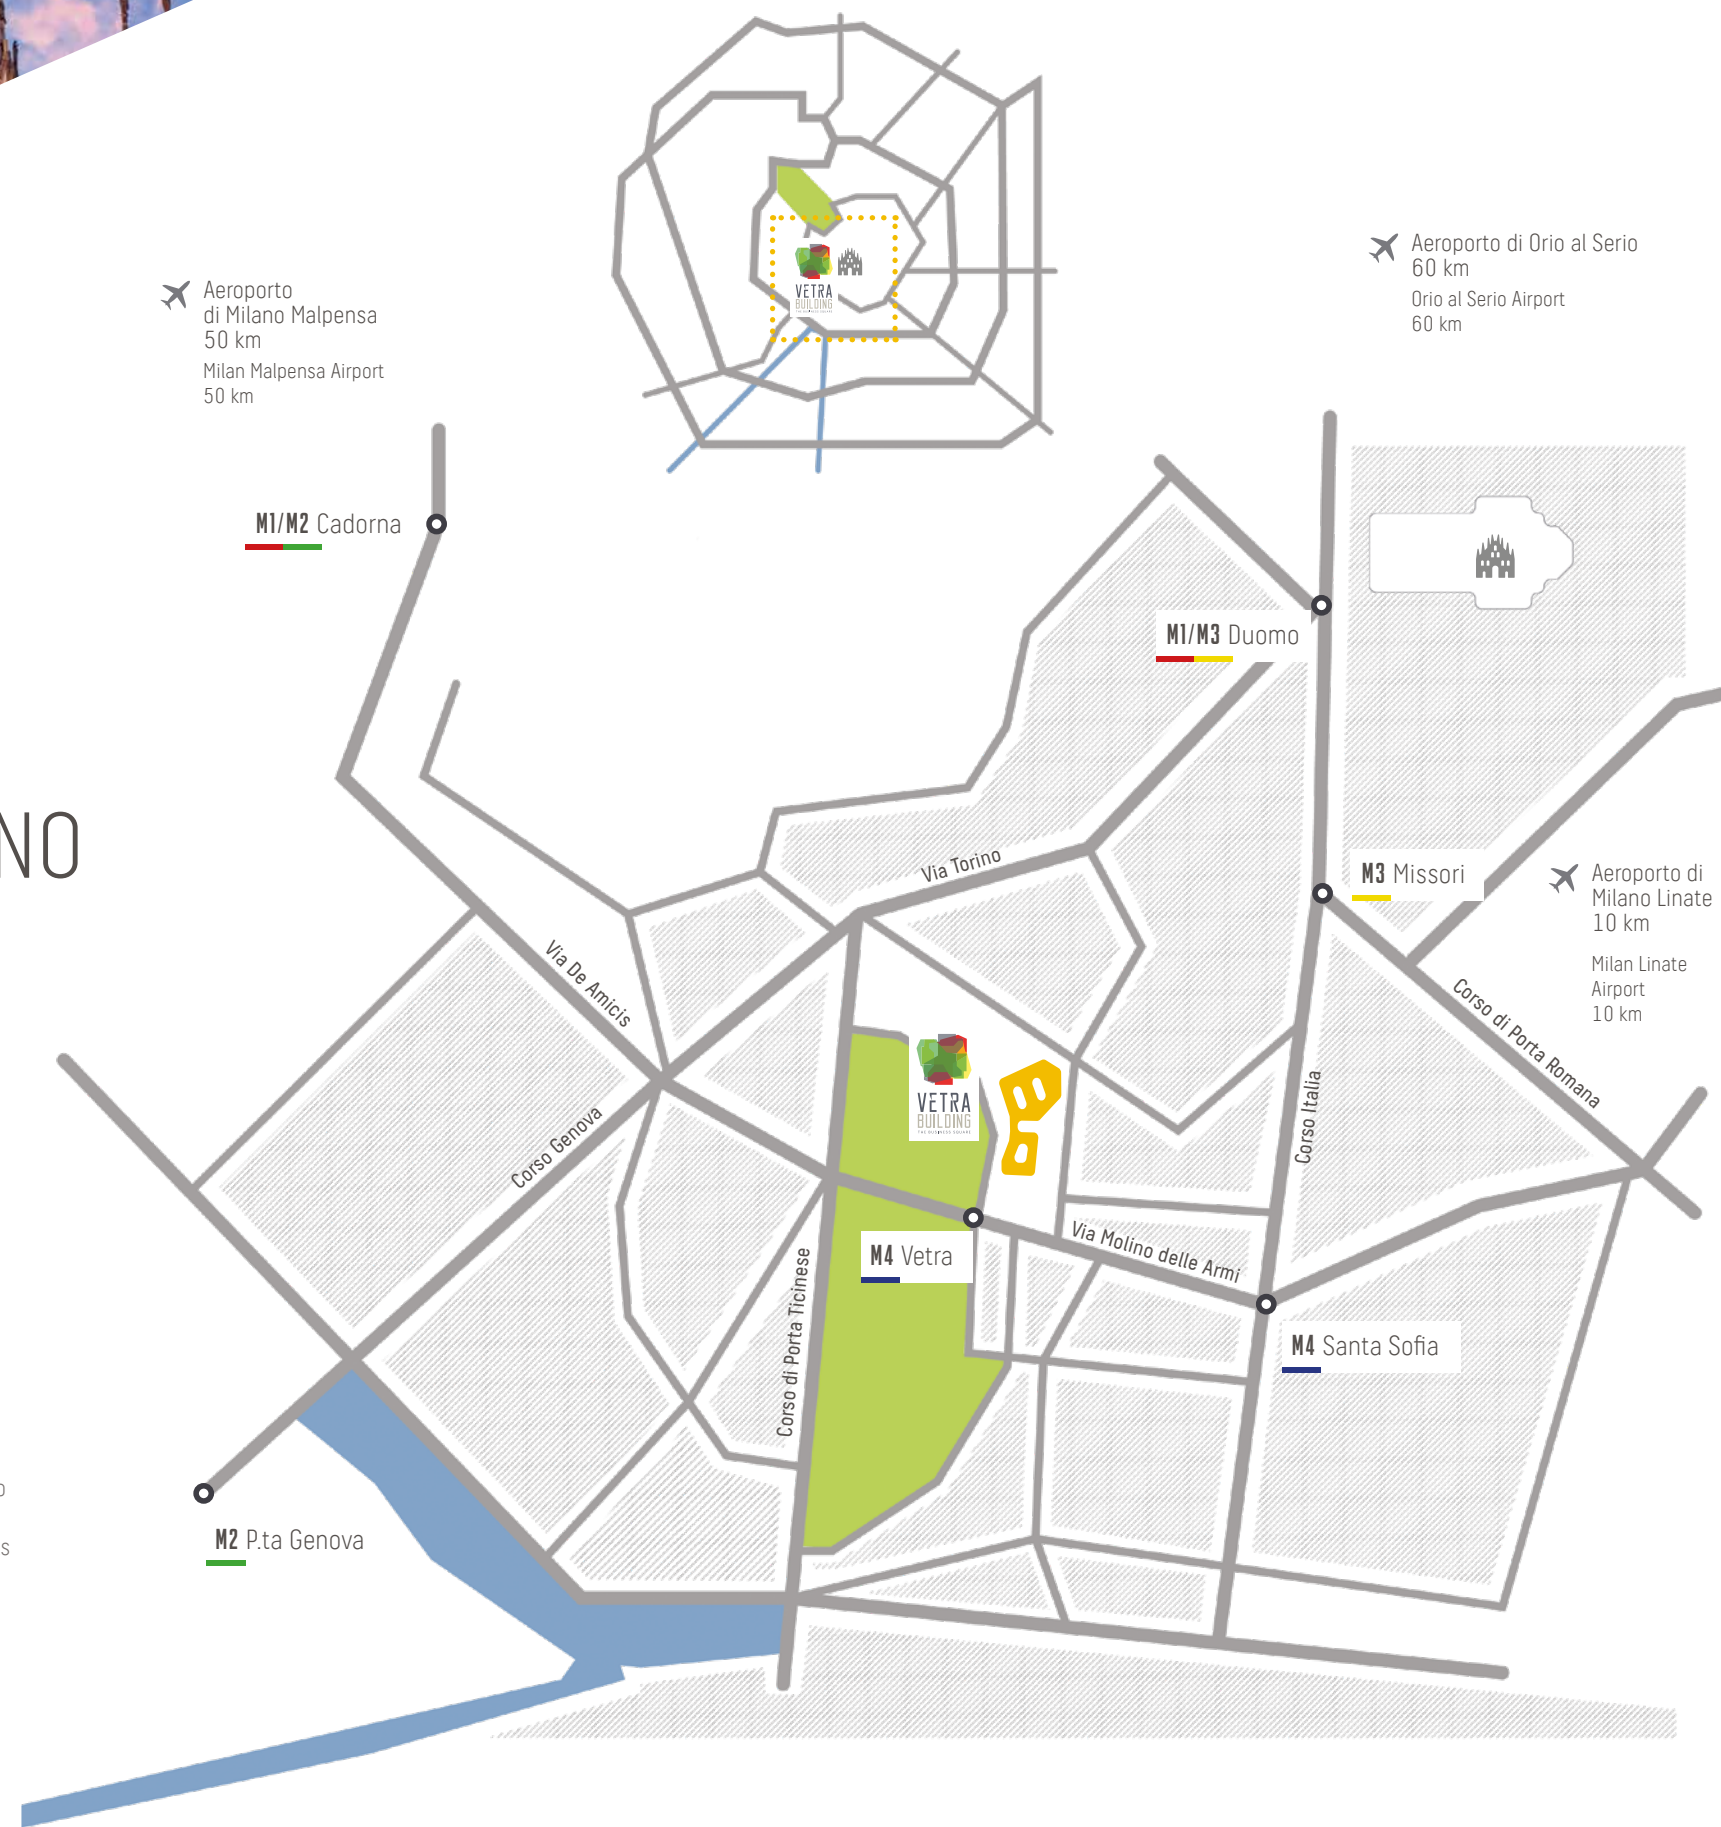 VETRA
BUILDING
Aeroporto di Orio al Serio
60 km
Orio al Serio Airport
60 km
Aeroporto
di Milano Malpensa
50 km
Milan Malpensa Airport
50 km
M1/M2 Cadorna
M1/M3 Duomo
NO
Via Torino
M3 Missori
Aeroporto di
Milano Linate
10 km
Milan Linate
Airport
10 km
Via De Amicis
Corso di Porta Romana
VETRA
BUILDING
THE BUSINESS SQUARE
Corso Genova
Corso Italia
M4 Vetra
Via Molino delle Armi
Corso di Porta Ticinese
M4 Santa Sofia
M2 P.ta Genova
s